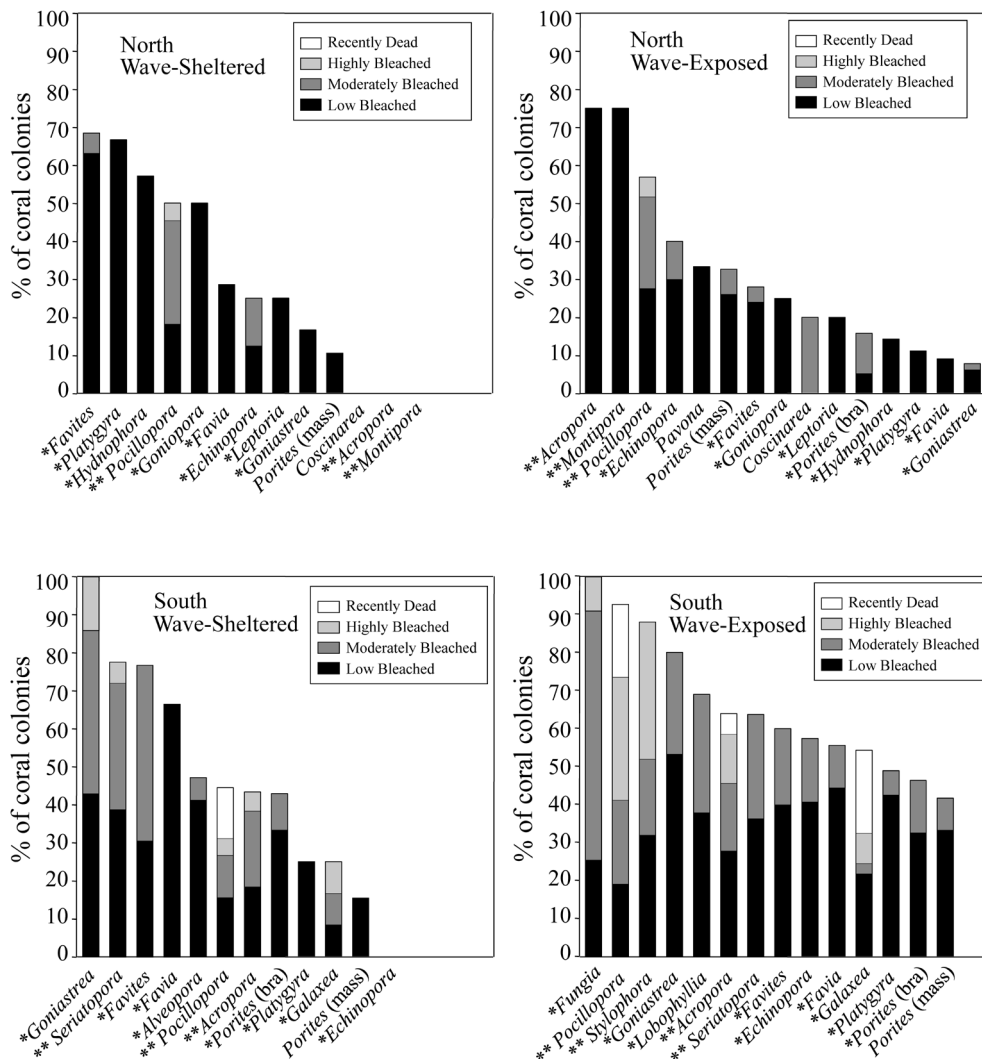 % of coral colonies
100
90
80
70
60
50
40
30
20
10
0
North
Wave-Sheltered
Recently Dead
Highly Bleached
Moderately Bleached
Low Bleached
*Favites
*Platygyra
*Hydnophora
** Pocillopora
*Goniopora
*Favia
*Echinopora
*Leptoria
*Goniastrea
Porites (mass)
Coscinarea
**Acropora
**Montipora
% of coral colonies
100
90
80
70
60
50
40
30
20
10
0
North
Wave-Exposed
Recently Dead
Highly Bleached
Moderately Bleached
Low Bleached
** Acropora
**Montipora
** Pocillopora
*Echinopora
Pavona
Porites (mass)
*Favites
*Goniopora
Coscinarea
*Leptoria
*Porites (bra)
*Hydnophora
*Platygyra
*Favia
*Goniastrea
% of coral colonies
100
90
80
70
60
50
40
30
20
10
0
South
Wave-Sheltered
Recently Dead
Highly Bleached
Moderately Bleached
Low Bleached
*Goniastrea
** Seriatopora
*Favites
*Favia
*Alveopora
** Pocillopora
** Acropora
*Porites (bra)
*Platygyra
*Galaxea
Porites (mass)
*Echinopora
% of coral colonies
100
90
80
70
60
50
40
30
20
10
0
South
Wave-Exposed
Recently Dead
Highly Bleached
Moderately Bleached
Low Bleached
*Fungia
** Pocillopora
** Stylophora
*Goniastrea
*Lobophyllia
** Acropora
** Seriatopora
*Favites
*Echinopora
*Favia
*Galaxea
*Platygyra
*Porites (bra)
Porites (mass)